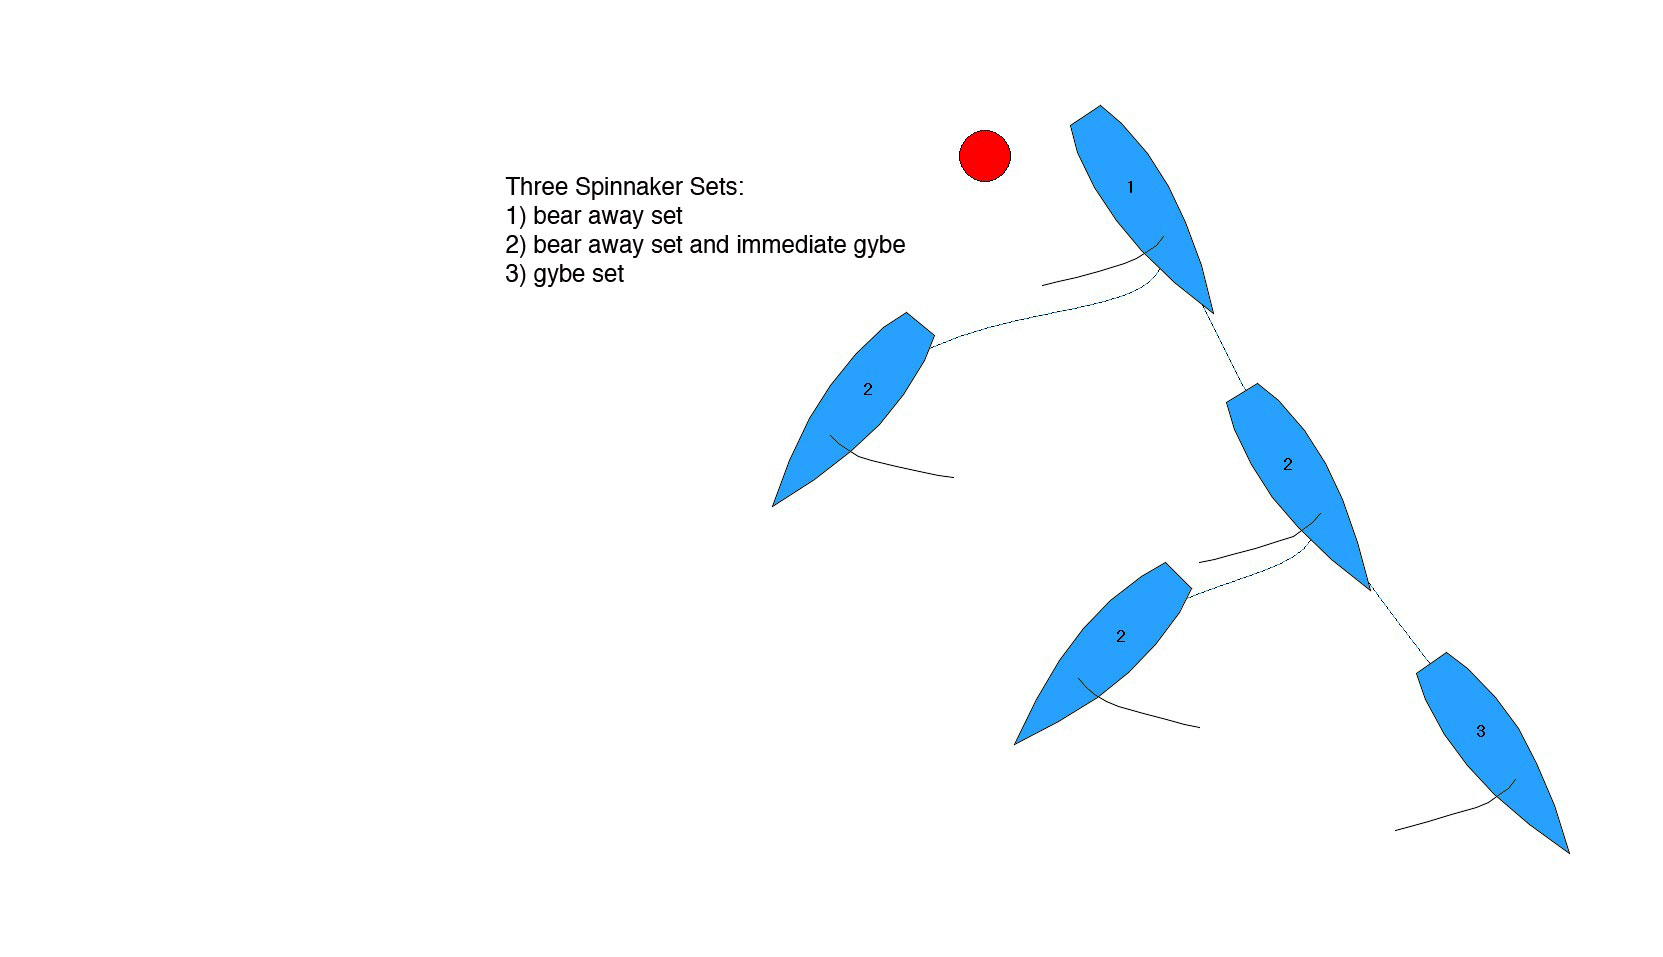 Three Spinnaker Sets:
1) bear away set
2) bear away set and immediate gybe
3) gybe set
1
2
2
2
3